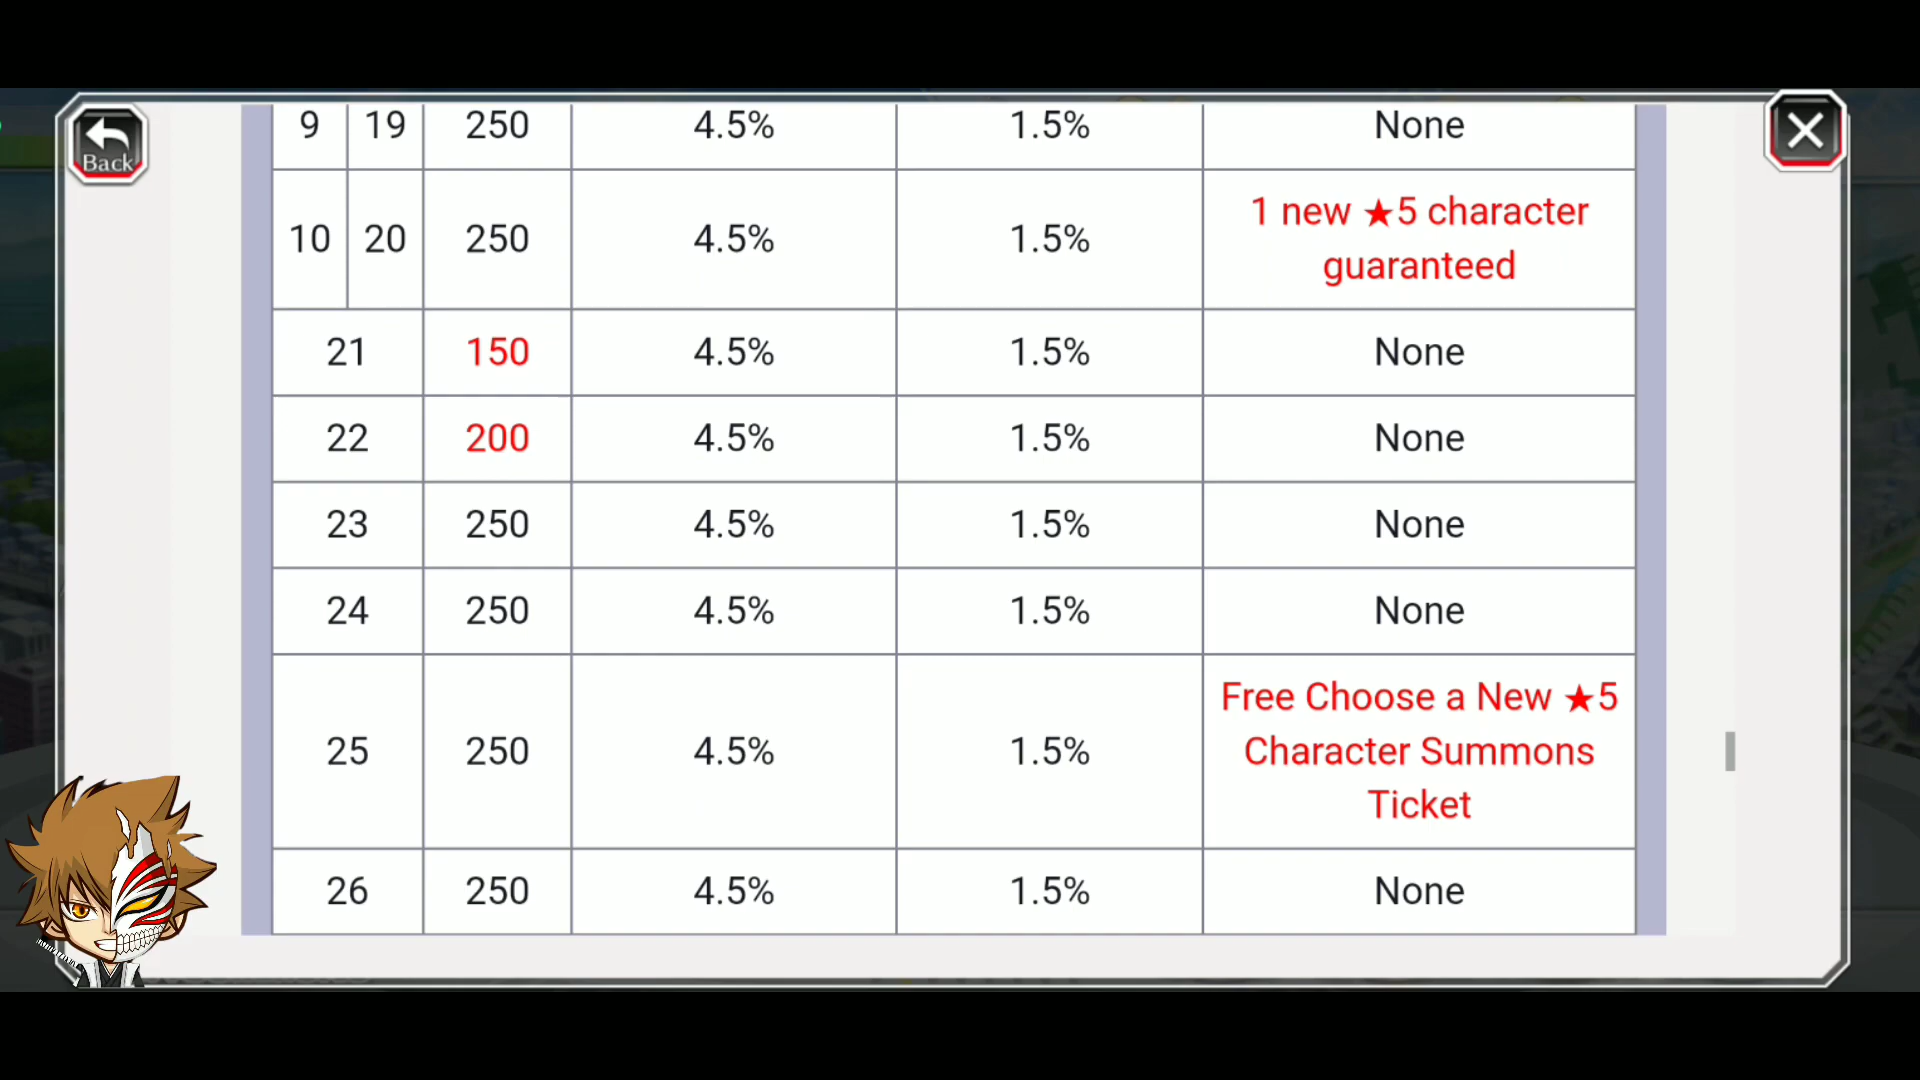 Back
9 19 250 4.5% 1.5% None
10 20 250 4.5% 1.5% 1 new ★5 character
guaranteed
21 150 4.5% 1.5% None
22 200 4.5% 1.5% None
23 250 4.5% 1.5% None
24 250 4.5% 1.5% None
25 250 4.5% 1.5% Free Choose a New ★5
Character Summons
Ticket
26 250 4.5% 1.5% None